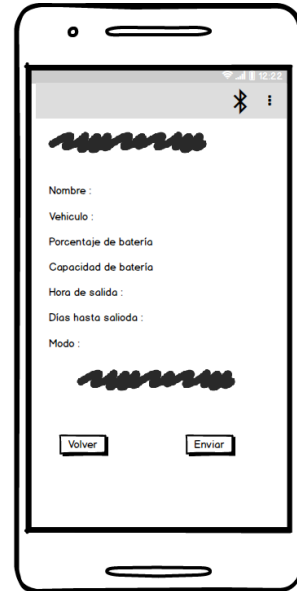 12:22
Nombre :
Vehiculo :
Porcentaje de batería
Capacidad de batería
Hora de salida :
Días hasta salioda :
Modo :
Volver Enviar